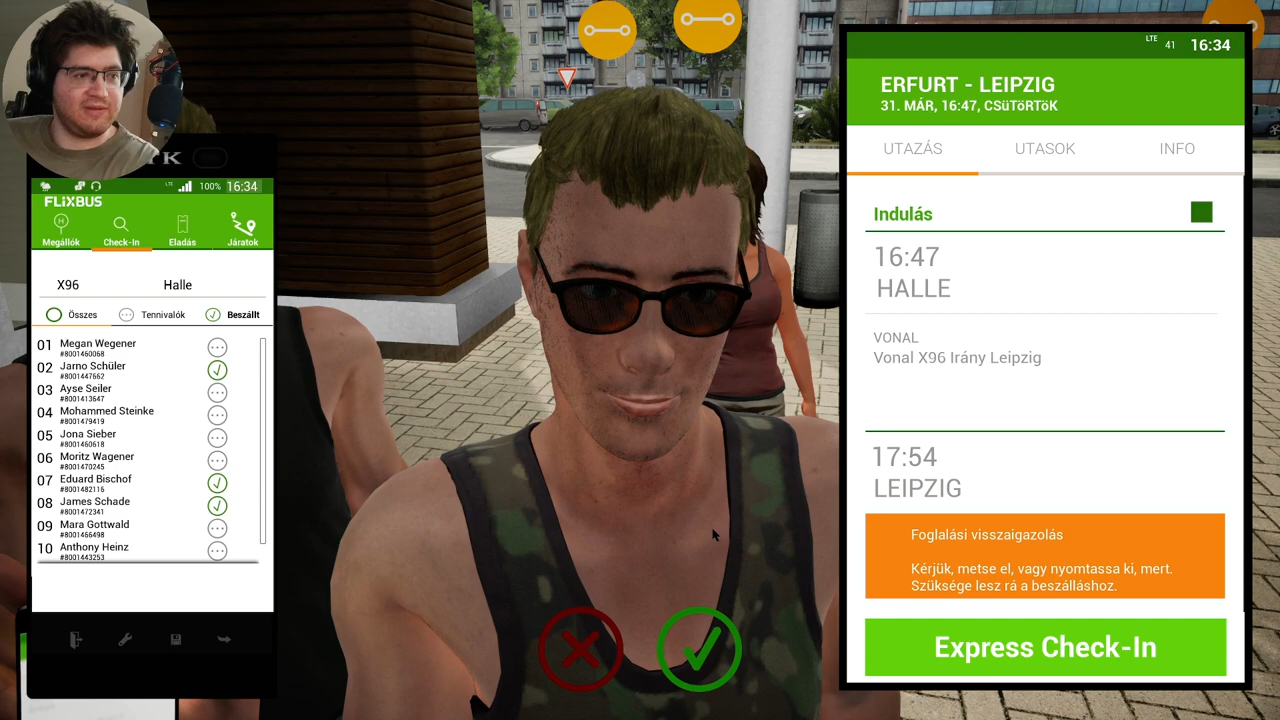 YK
LTE 100% 16:34
FLiXBUS
Megállók Check-In Eladás Járatok
X96 Halle
Összes Tennivalók Beszállt
01 Megan Wegener
#8001460068
02 Jarno Schüler
#8001447662
03 Ayse Seiler
#8001413647
04 Mohammed Steinke
#8001479419
05 Jona Sieber
#8001460618
06 Moritz Wagener
#8001470245
07 Eduard Bischof
#8001482116
08 James Schade
#8001472341
09 Mara Gottwald
#8001466498
10 Anthony Heinz
#8001443253
LTE 41 16:34
ERFURT - LEIPZIG
31. MÁR, 16:47, CSüTöRTöK
UTAZÁS UTASOK INFO
Indulás
16:47
HALLE
VONAL
Vonal X96 Irány Leipzig
17:54
LEIPZIG
Foglalási visszaigazolás
Kérjük, metse el, vagy nyomtassa ki, mert.
Szüksége lesz rá a beszálláshoz.
Express Check-In